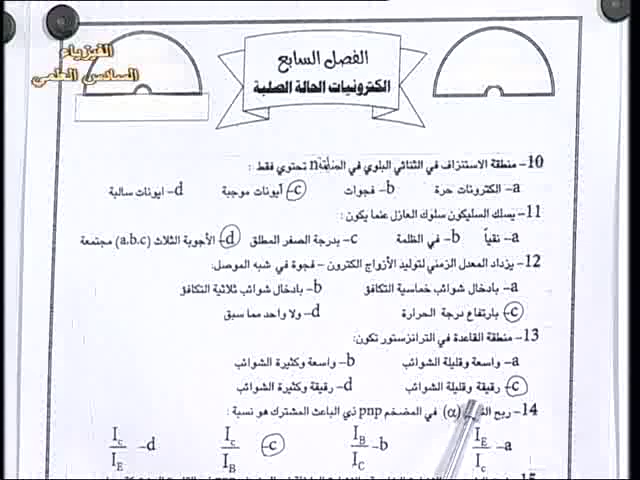 الفيزياء
السادس العلمي
الفصل السابع
الكترونيات الحالة الصلبة
10- منطقة الاستنزاف في الثنائي البلوري في المنطقة n تحتوي فقط :
a- الكترونات حرة b- فجوات c- أيونات موجبة d- ايونات سالبة
11- يسلك السليكون سلوك العازل عندما يكون :
a- نقياً b- في الظلمة c- بدرجة الصفر المطلق d- الأجوبة الثلاث (a.b.c) مجتمعة
12- يزداد المعدل الزمني لتوليد الأزواج الكترون - فجوة في شبه الموصل:
a- بادخال شوائب خماسية التكافؤ b- بادخال شوائب ثلاثية التكافؤ
c- بارتفاع درجة الحرارة d- ولا واحد مما سبق
13- منطقة القاعدة في الترانزستور تكون:
a- واسعة وقليلة الشوائب b- واسعة وكثيرة الشوائب
c- رقيقة وقليلة الشوائب d- رقيقة وكثيرة الشوائب
14- ربح (α) في المضخم pnp ذي الباعث المشترك هو نسبة :
a- I_E/I_c b- I_B/I_C c- I_c/I_B d- I_c/I_E